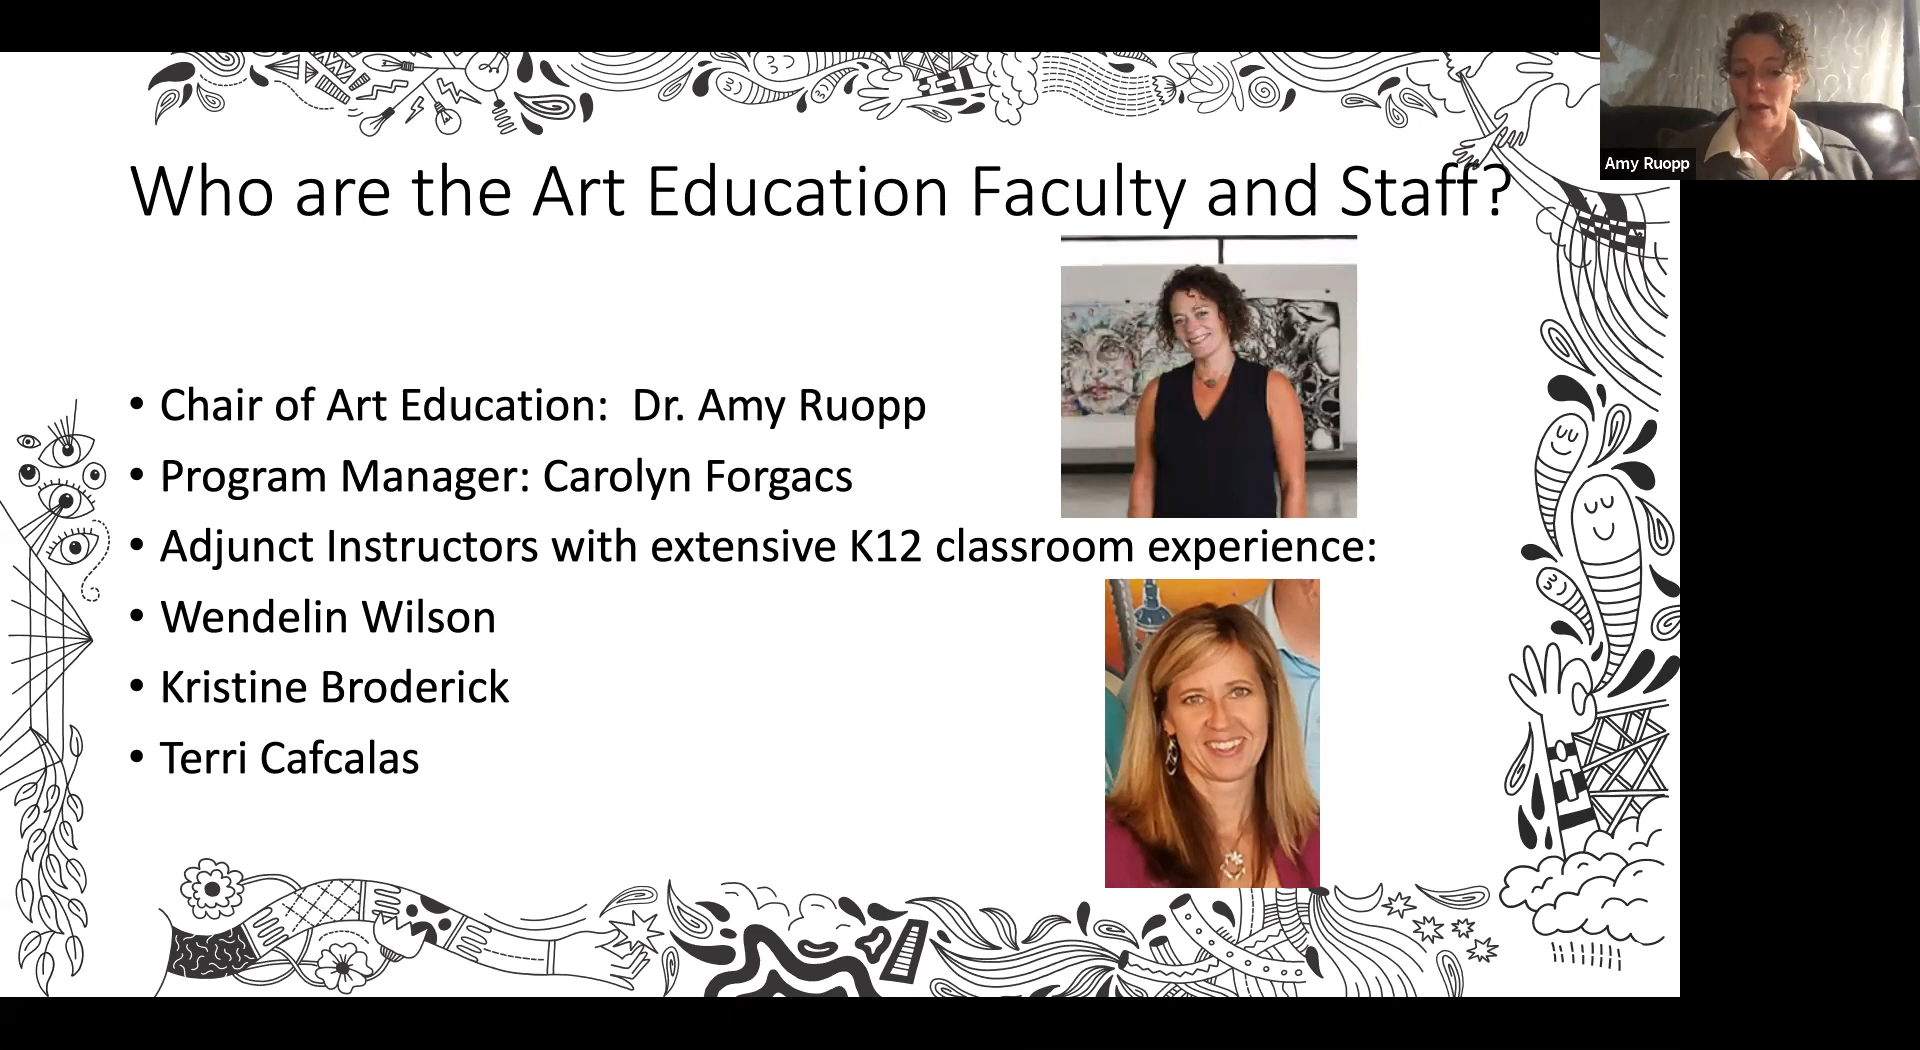 Amy Ruopp
Who are the Art Education Faculty and Staff?
• Chair of Art Education:  Dr. Amy Ruopp
• Program Manager: Carolyn Forgacs
• Adjunct Instructors with extensive K12 classroom experience:
• Wendelin Wilson
• Kristine Broderick
• Terri Cafcalas